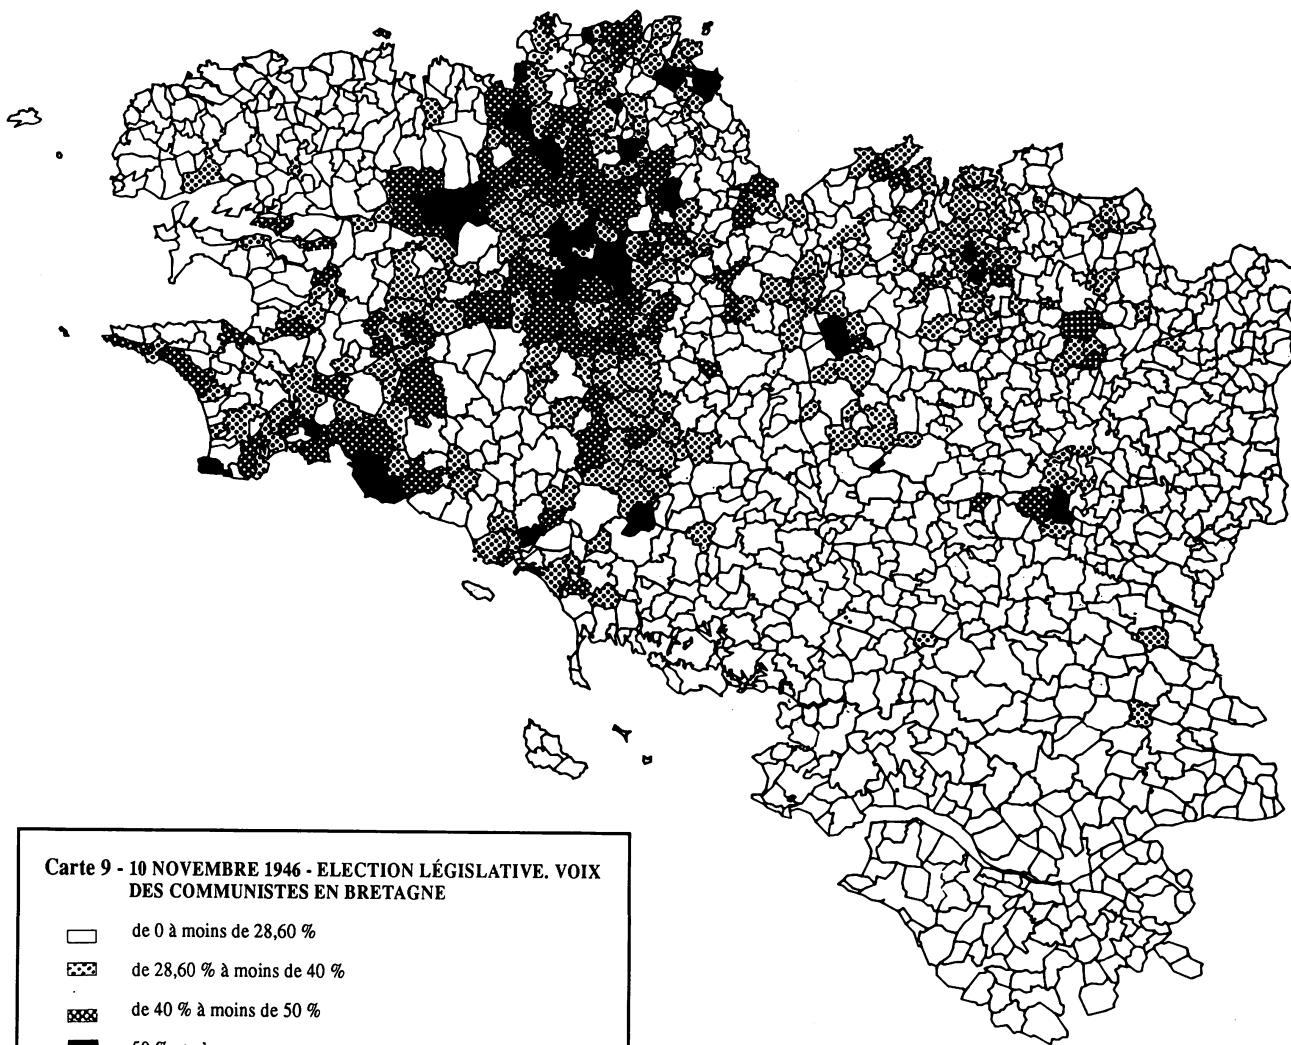 Carte 9 - 10 NOVEMBRE 1946 - ELECTION LÉGISLATIVE. VOIX
DES COMMUNISTES EN BRETAGNE
de 0 à moins de 28,60 %
de 28,60 % à moins de 40 %
de 40 % à moins de 50 %
50 %